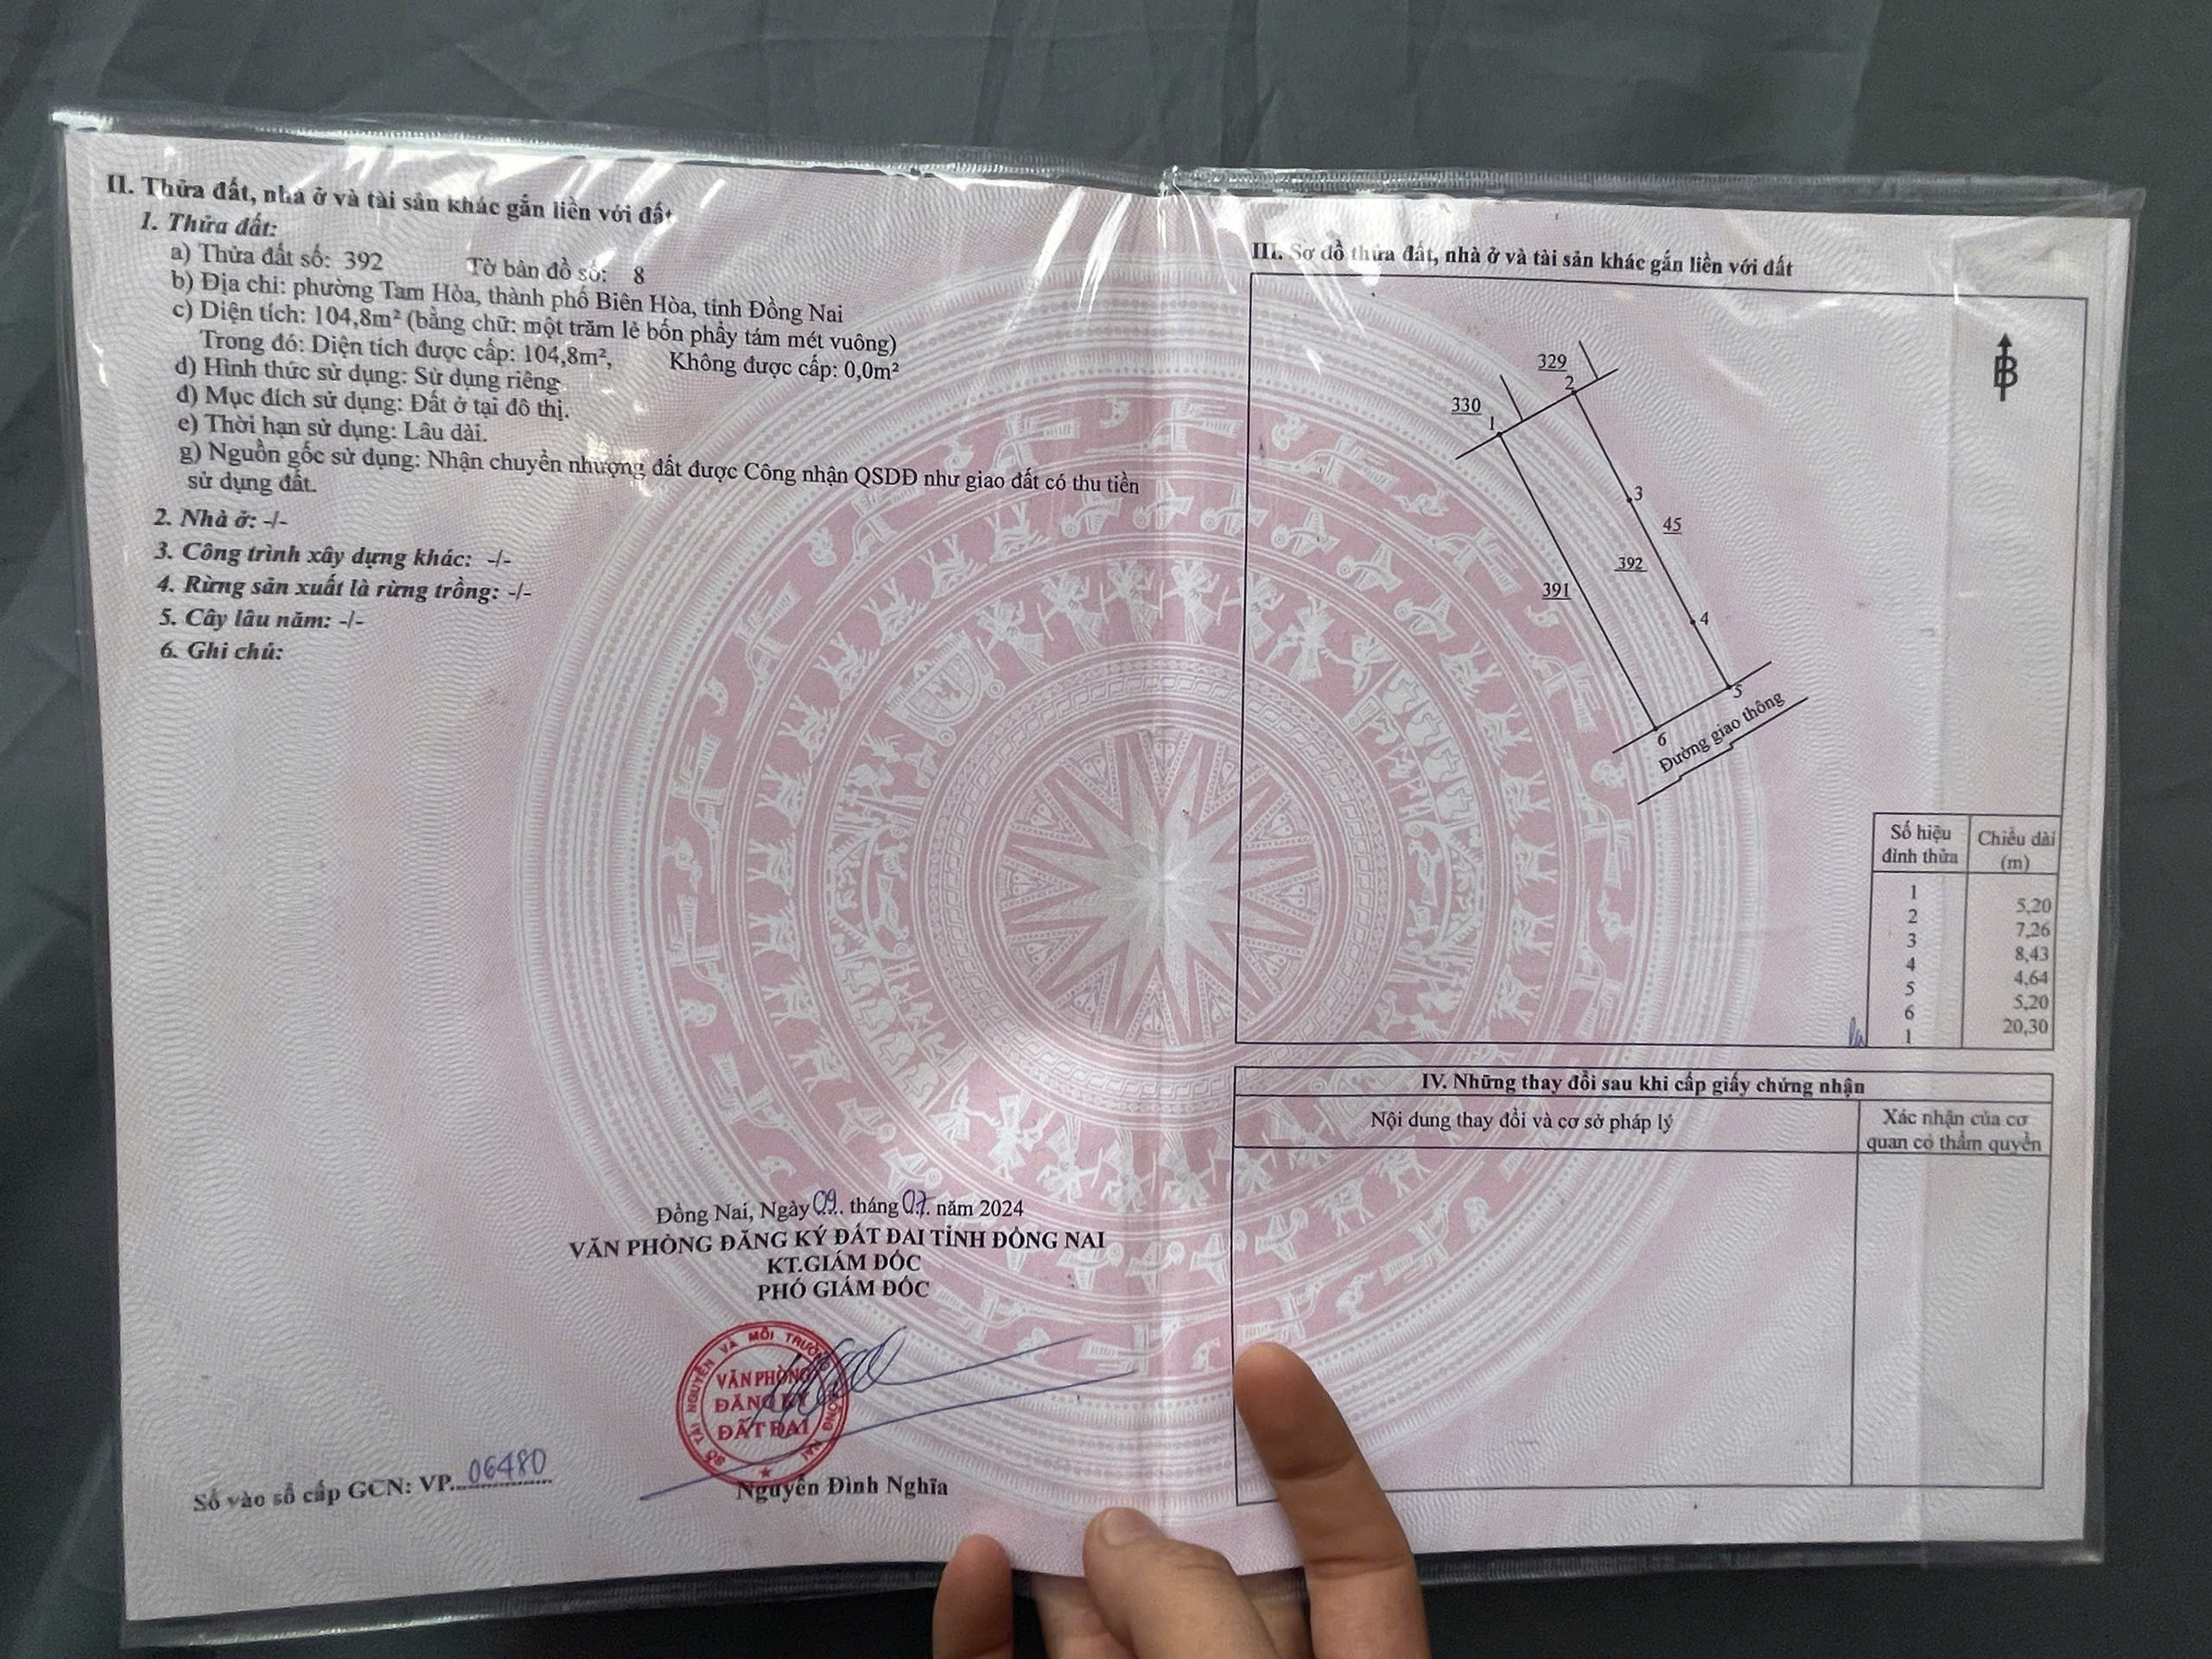 II. Thửa đất, nhà ở và tài sản khác gắn liền với đất
1. Thửa đất:
a) Thửa đất số: 392 Tờ bản đồ số: 8
b) Địa chỉ: phường Tam Hòa, thành phố Biên Hòa, tỉnh Đồng Nai
c) Diện tích: 104,8m² (bằng chữ: một trăm lẻ bốn phẩy tám mét vuông)
Trong đó: Diện tích được cấp: 104,8m², Không được cấp: 0,0m²
d) Hình thức sử dụng: Sử dụng riêng
đ) Mục đích sử dụng: Đất ở tại đô thị.
e) Thời hạn sử dụng: Lâu dài.
g) Nguồn gốc sử dụng: Nhận chuyển nhượng đất được Công nhận QSDĐ như giao đất có thu tiền
sử dụng đất.
2. Nhà ở: -/-
3. Công trình xây dựng khác: -/-
4. Rừng sản xuất là rừng trồng: -/-
5. Cây lâu năm: -/-
6. Ghi chú:
Đồng Nai, Ngày 09 tháng 07 năm 2024
VĂN PHÒNG ĐĂNG KÝ ĐẤT ĐAI TỈNH ĐỒNG NAI
KT.GIÁM ĐỐC
PHÓ GIÁM ĐỐC
SỞ TÀI NGUYÊN VÀ MÔI TRƯỜNG ĐỒNG NAI
VĂN PHÒNG
ĐĂNG KÝ
ĐẤT ĐAI
Nguyễn Đình Nghĩa
Số vào sổ cấp GCN: VP.06480
III. Sơ đồ thửa đất, nhà ở và tài sản khác gắn liền với đất
B
329
2
330
1
3
45
392
391
4
5
6
Đường giao thông
Số hiệu đỉnh thửa Chiều dài (m)
1
5,20
2
7,26
3
8,43
4
4,64
5
5,20
6
20,30
1
IV. Những thay đổi sau khi cấp giấy chứng nhận
Nội dung thay đổi và cơ sở pháp lý
Xác nhận của cơ
quan có thẩm quyền